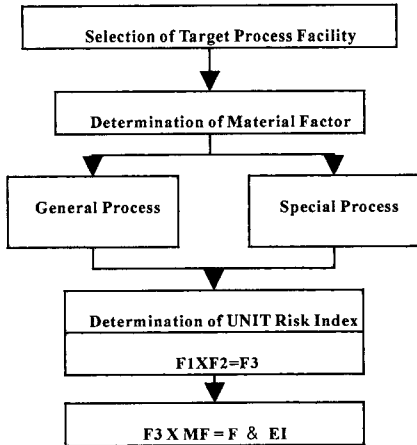 Selection of Target Process Facility
Determination of Material Factor
General Process
Special Process
Determination of UNIT Risk Index
F1XF2=F3
F3 X MF = F & EI